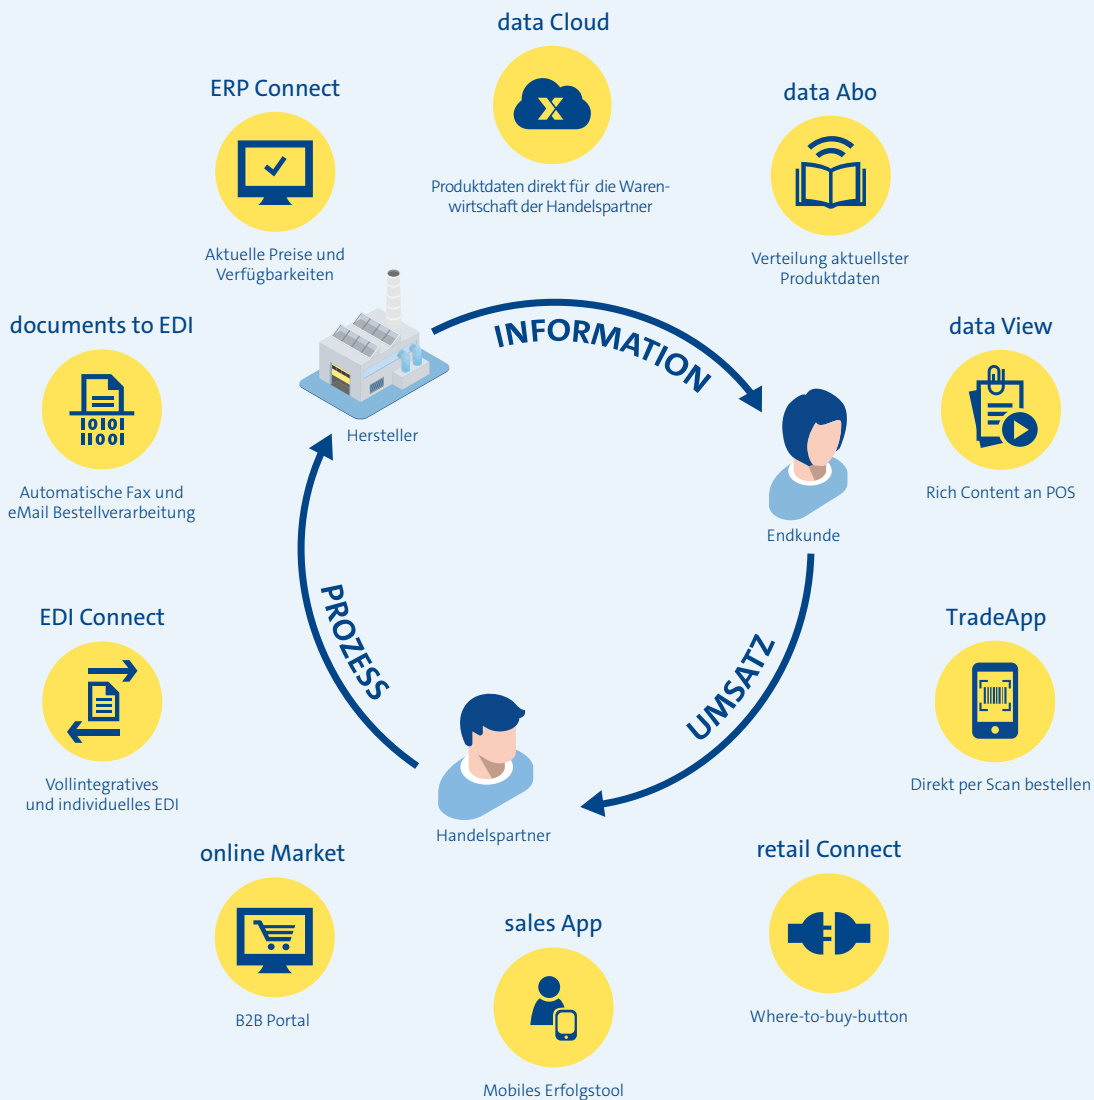 data Cloud
Produktdaten direkt für die Waren-
wirtschaft der Handelspartner
ERP Connect
Aktuelle Preise und
Verfügbarkeiten
data Abo
Verteilung aktuellster
Produktdaten
documents to EDI
IOIOI
IIOOI
Automatische Fax und
eMail Bestellverarbeitung
Hersteller
INFORMATION
data View
Rich Content an POS
Endkunde
EDI Connect
Vollintegratives
und individuelles EDI
PROZESS
UMSATZ
TradeApp
Direkt per Scan bestellen
Handelspartner
online Market
B2B Portal
sales App
Mobiles Erfolgstool
retail Connect
Where-to-buy-button